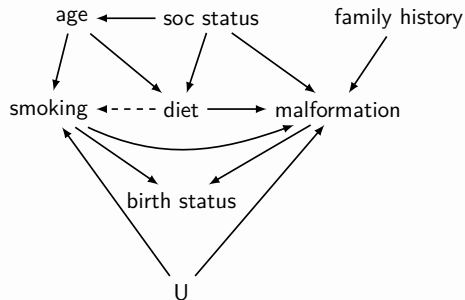 age
soc status
family history
smoking
diet
malformation
birth status
U